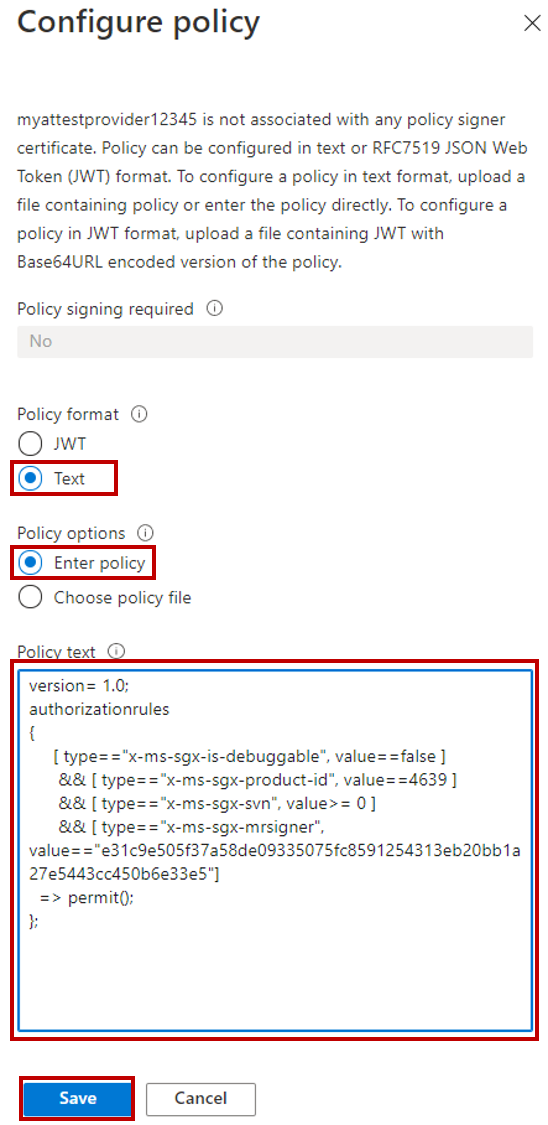 Configure policy
myattestprovider12345 is not associated with any policy signer
certificate. Policy can be configured in text or RFC7519 JSON Web
Token (JWT) format. To configure a policy in text format, upload a
file containing policy or enter the policy directly. To configure a
policy in JWT format, upload a file containing JWT with
Base64URL encoded version of the policy.
Policy signing required
No
Policy format
JWT
Text
Policy options
Enter policy
Choose policy file
Policy text
version= 1.0;
authorizationrules
{
[ type=="x-ms-sgx-is-debuggable", value==false ]
&& [ type=="x-ms-sgx-product-id", value==4639 ]
&& [ type=="x-ms-sgx-svn", value>= 0 ]
&& [ type=="x-ms-sgx-mrsigner",
value=="e31c9e505f37a58de09335075fc8591254313eb20bb1a
27e5443cc450b6e33e5"]
=> permit();
};
Save
Cancel